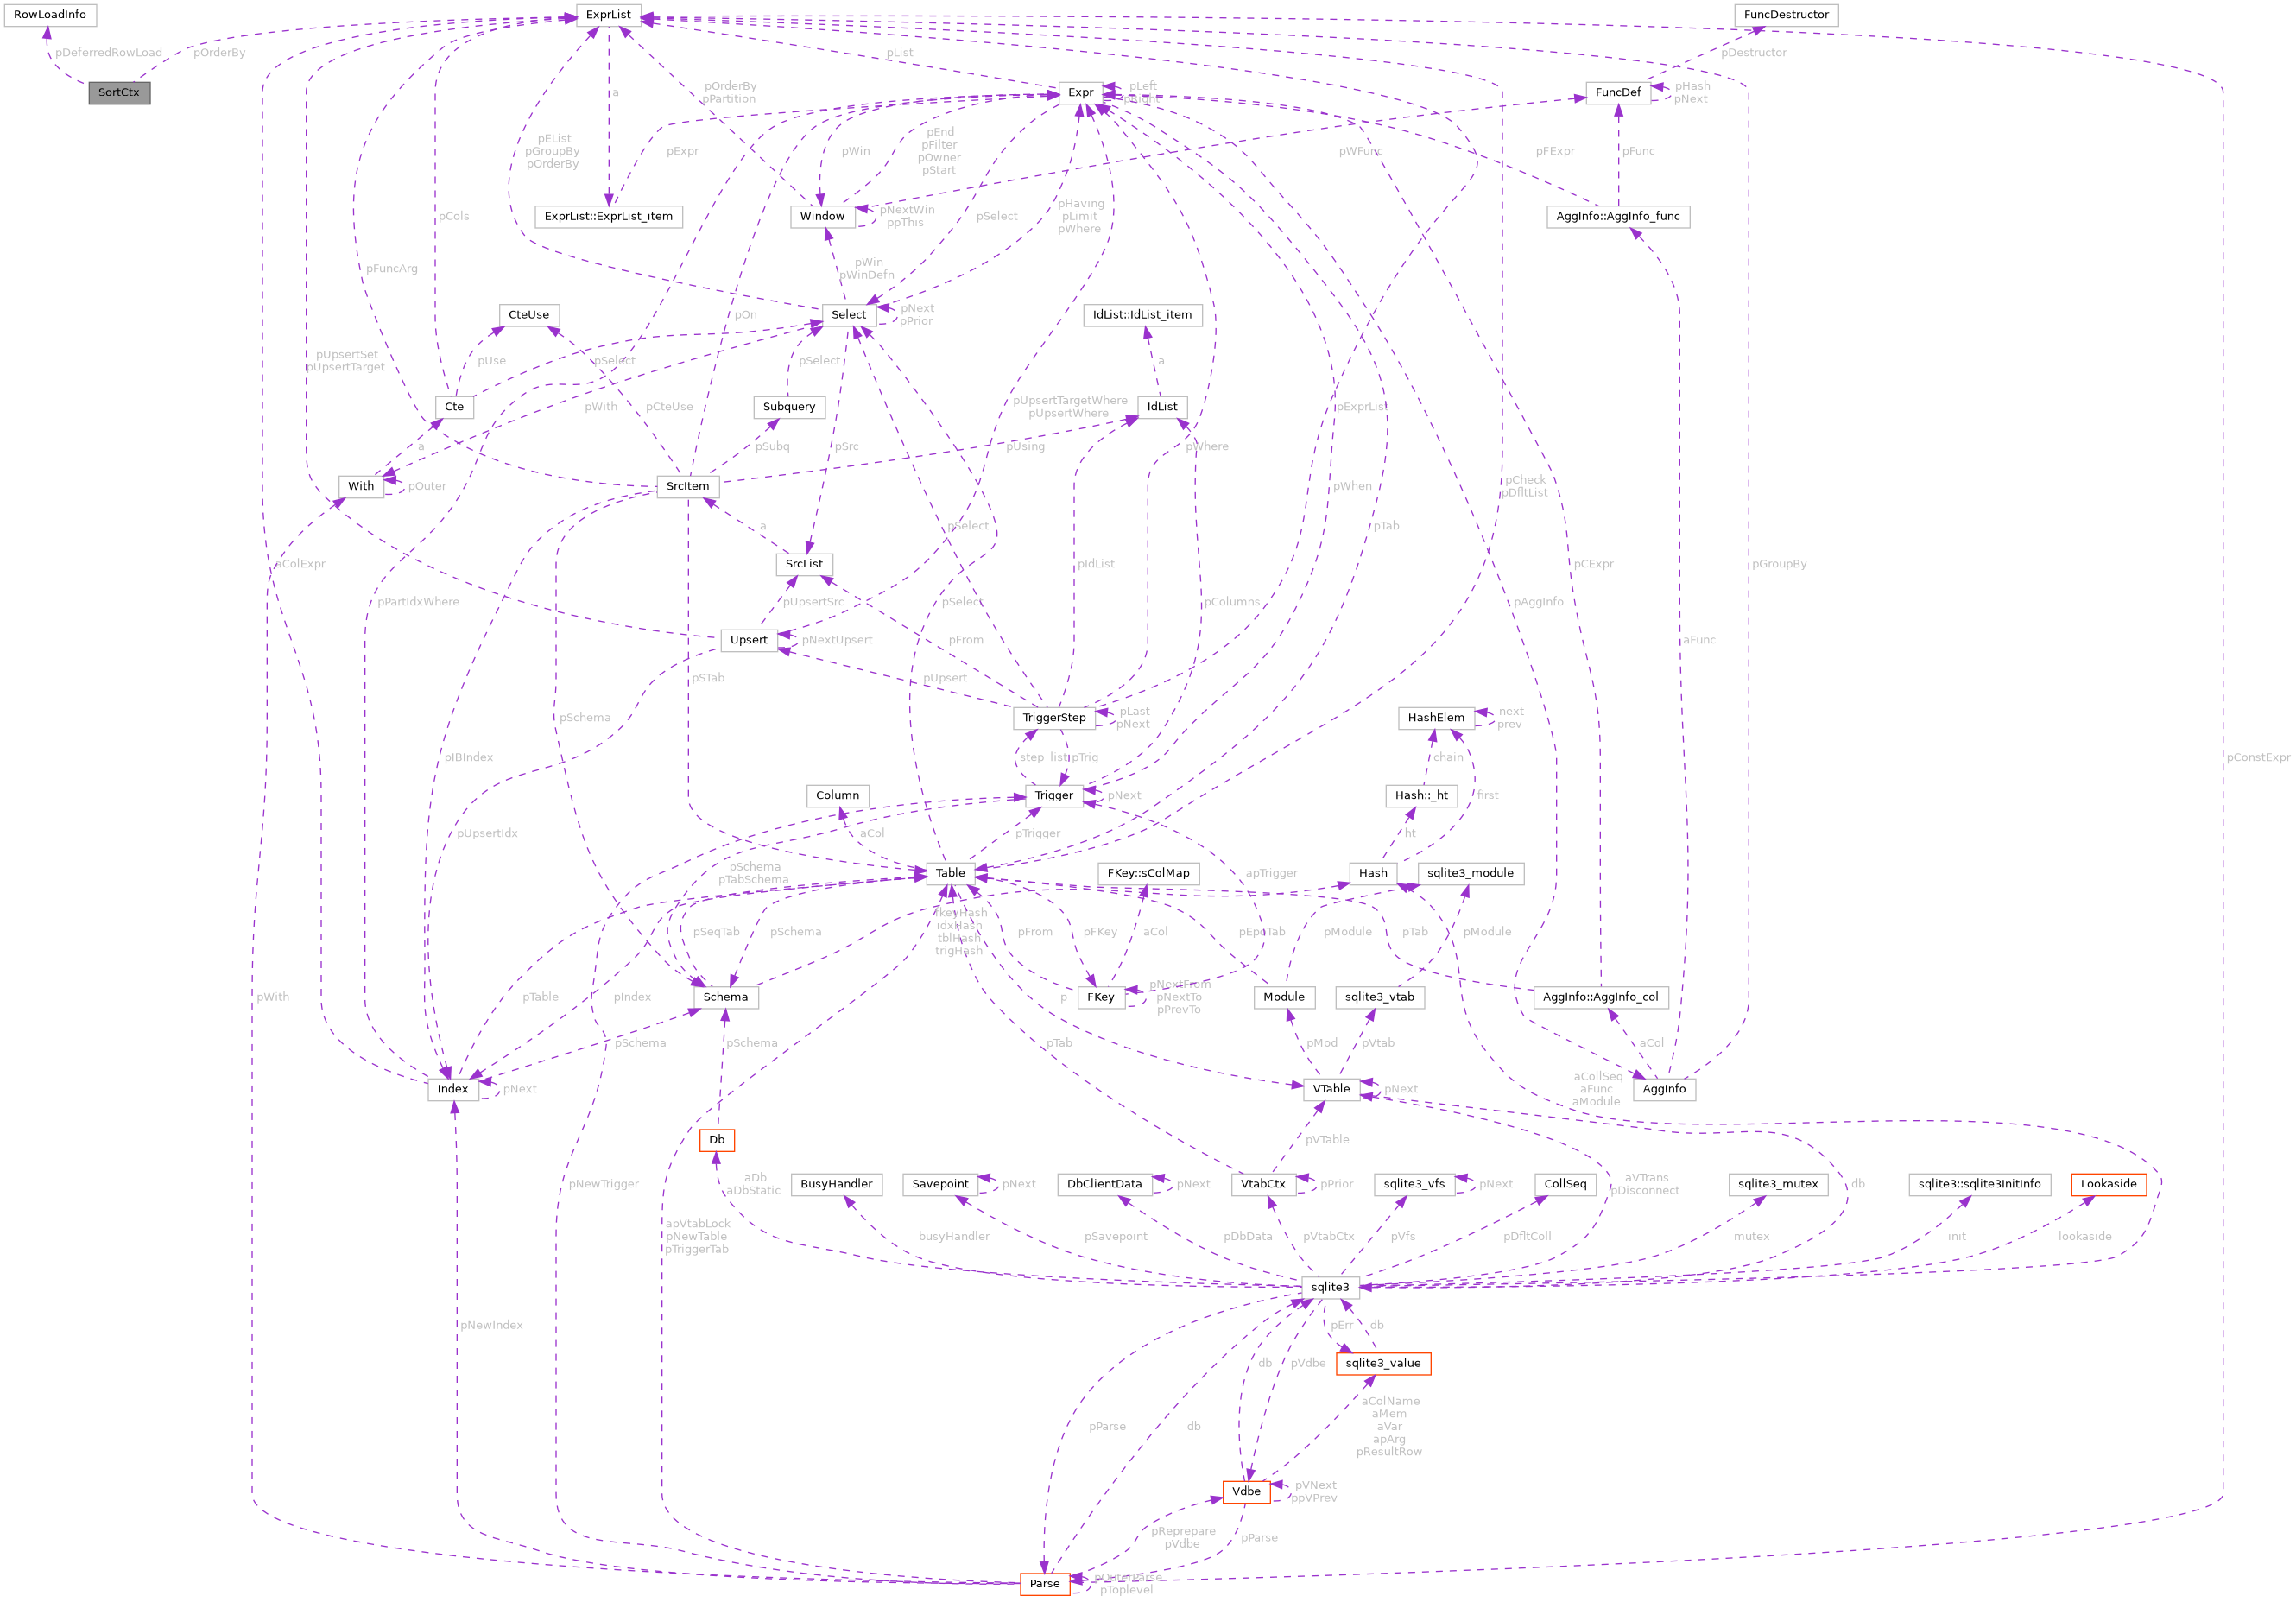 RowLoadInfo
ExprList
FuncDestructor
pDeferredRowLoad
pOrderBy
pList
pDestructor
SortCtx
a
pOrderBy
pPartition
Expr
pLeft
pRight
FuncDef
pHash
pNext
pEList
pGroupBy
pOrderBy
pExpr
pWin
pEnd
pFilter
pOwner
pStart
pWFunc
pFExpr
pFunc
pCols
ExprList::ExprList_item
Window
pNextWin
ppThis
pSelect
pHaving
pLimit
pWhere
AggInfo::AggInfo_func
pFuncArg
pWin
pWinDefn
CteUse
pOn
Select
pNext
pPrior
IdList::IdList_item
pUpsertSet
pUpsertTarget
pUse
pSelect
pSelect
a
Cte
pWith
pCteUse
Subquery
pUpsertTargetWhere
pUpsertWhere
IdList
pExprList
a
pSubq
pSrc
pUsing
pWhere
With
pOuter
SrcItem
pWhen
pCheck
pDfltList
a
pSelect
pTab
aColExpr
SrcList
pIdList
pCExpr
pGroupBy
pPartIdxWhere
pUpsertSrc
pSelect
pColumns
pAggInfo
Upsert
pNextUpsert
pFrom
aFunc
pSTab
pUpsert
pSchema
TriggerStep
pLast
pNext
HashElem
next
prev
pIBIndex
step_list
pTrig
chain
pConstExpr
Column
Trigger
pNext
Hash::_ht
first
pUpsertIdx
aCol
pTrigger
ht
pSchema
pTabSchema
Table
FKey::sColMap
apTrigger
Hash
sqlite3_module
pSeqTab
pSchema
fkeyHash
idxHash
tblHash
trigHash
pFrom
pFKey
aCol
pEpoTab
pModule
pTab
pModule
pWith
pTable
pIndex
Schema
p
FKey
pNextFrom
pNextTo
pPrevTo
Module
sqlite3_vtab
AggInfo::AggInfo_col
pSchema
pSchema
pTab
pMod
pVtab
aCol
Index
pNext
VTable
pNext
aCollSeq
aFunc
aModule
AggInfo
Db
pVTable
pNewTrigger
aDb
aDbStatic
BusyHandler
Savepoint
pNext
DbClientData
pNext
VtabCtx
pPrior
sqlite3_vfs
pNext
CollSeq
aVTrans
pDisconnect
sqlite3_mutex
db
sqlite3::sqlite3InitInfo
Lookaside
apVtabLock
pNewTable
pTriggerTab
busyHandler
pSavepoint
pDbData
pVtabCtx
pVfs
pDfltColl
mutex
init
lookaside
sqlite3
pNewIndex
pErr
db
db
pVdbe
sqlite3_value
pParse
db
aColName
aMem
aVar
apArg
pResultRow
Vdbe
pVNext
ppVPrev
pReprepare
pVdbe
pParse
Parse
pOuterParse
pToplevel